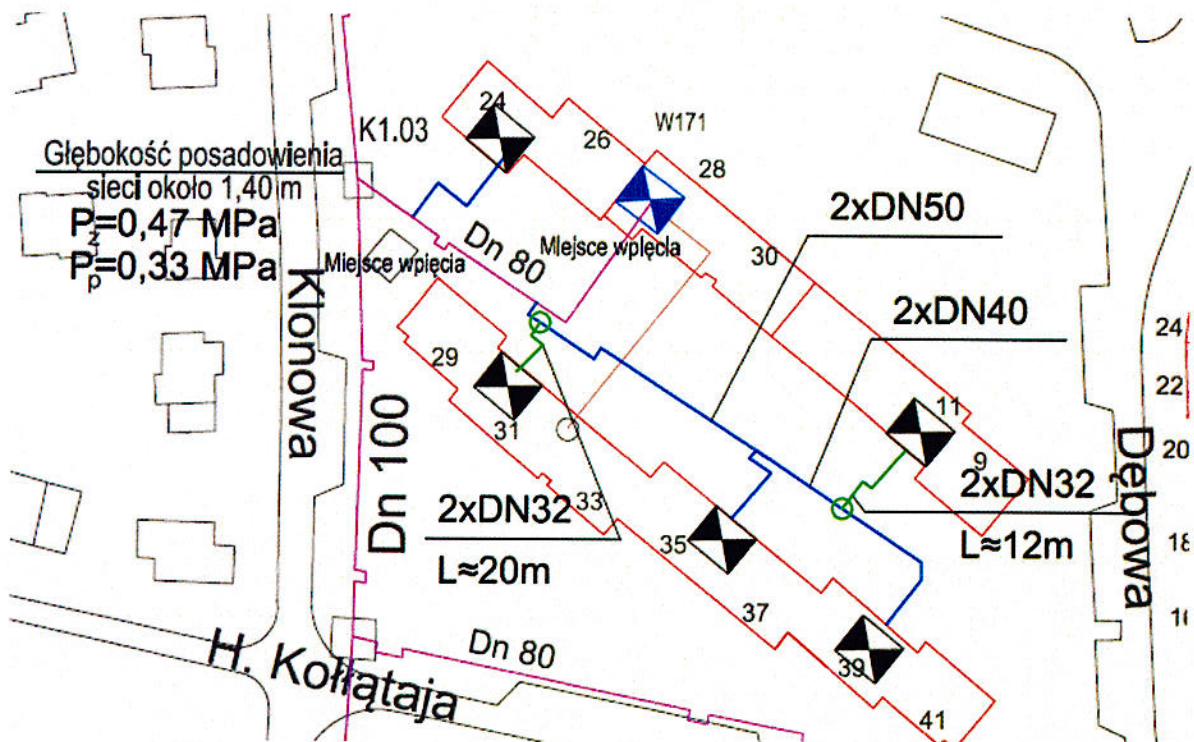 24
K1.03
26
W171
28
Głębokość posadowienia
sieci około 1,40 m
Pz=0,47 MPa
Pp=0,33 MPa
Miejsce wpięcia
Dn 80
Miejsce wpięcia
30
2xDN50
2xDN40
Klonowa
29
31
Dn 100
33
2xDN32
L≈20m
35
37
39
41
11
9
2xDN32
L≈12m
Dębowa
24
22
20
18
H. Kołłątaja
Dn 80